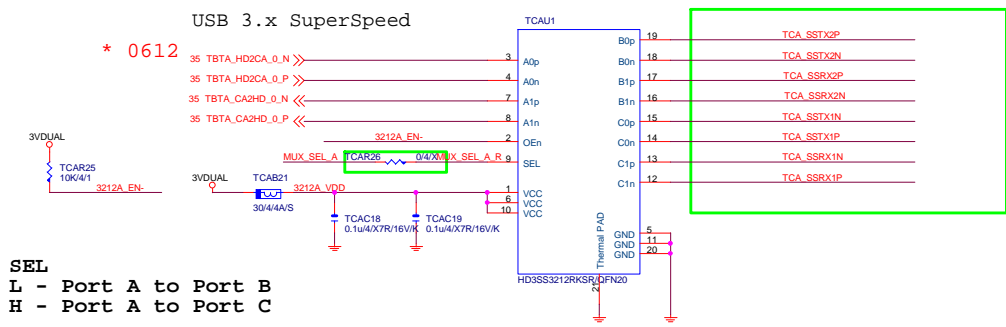 USB 3.x SuperSpeed
TCAU1
* 0612
35 TBTA_HD2CA_0_N
3
A0p
B0p
19
TCA_SSTX2P
35 TBTA_HD2CA_0_P
4
A0n
B0n
18
TCA_SSTX2N
B1p
17
TCA_SSRX2P
35 TBTA_CA2HD_0_N
7
A1p
B1n
16
TCA_SSRX2N
35 TBTA_CA2HD_0_P
8
A1n
C0p
15
TCA_SSTX1N
3VDUAL
3212A_EN-
2
OEn
C0n
14
TCA_SSTX1P
MUX_SEL_A
TCAR26
0/4/X
MUX_SEL_A_R
9
SEL
C1p
13
TCA_SSRX1N
TCAR25
10K/4/1
C1n
12
TCA_SSRX1P
3212A_EN-
3VDUAL
TCAB21
3212A_VDD
1
VCC
6
VCC
10
VCC
30/4/4A/S
TCAC18
0.1u/4/X7R/16V/K
TCAC19
0.1u/4/X7R/16V/K
GND
5
GND
11
GND
20
Thermal PAD
21
HD3SS3212RKSR/QFN20
SEL
L - Port A to Port B
H - Port A to Port C